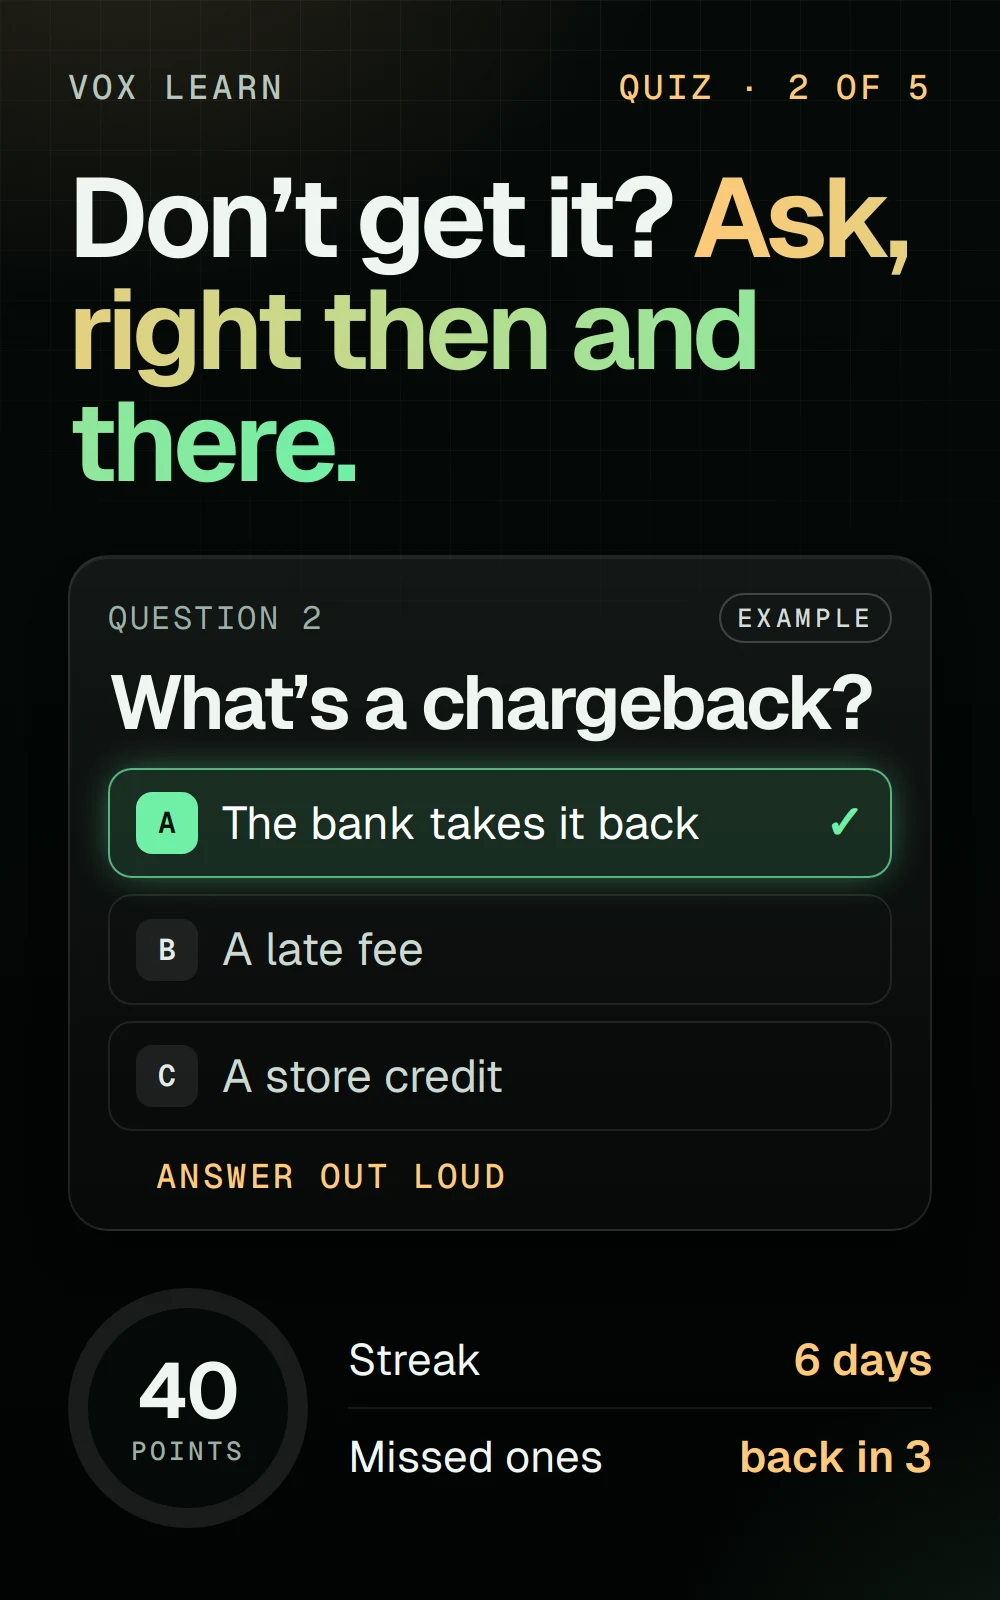 VOX LEARN
QUIZ · 2 OF 5
Don’t get it? Ask,
right then and
there.
QUESTION 2
EXAMPLE
What’s a chargeback?
A The bank takes it back ✓
B A late fee
C A store credit
ANSWER OUT LOUD
40
POINTS
Streak 6 days
Missed ones back in 3